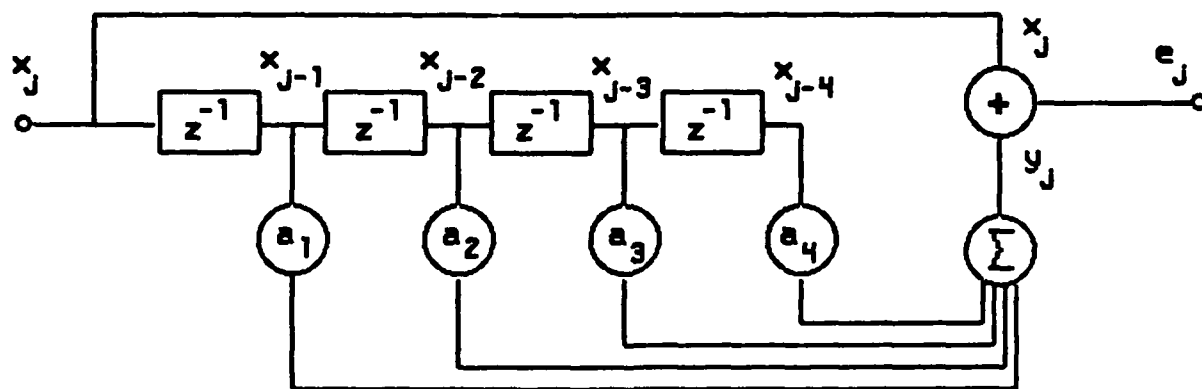 x_j
x_{j-1}
x_{j-2}
x_{j-3}
x_{j-4}
x_j
e_j
z^{-1}
z^{-1}
z^{-1}
z^{-1}
+
y_j
a_1
a_2
a_3
a_4
Σ